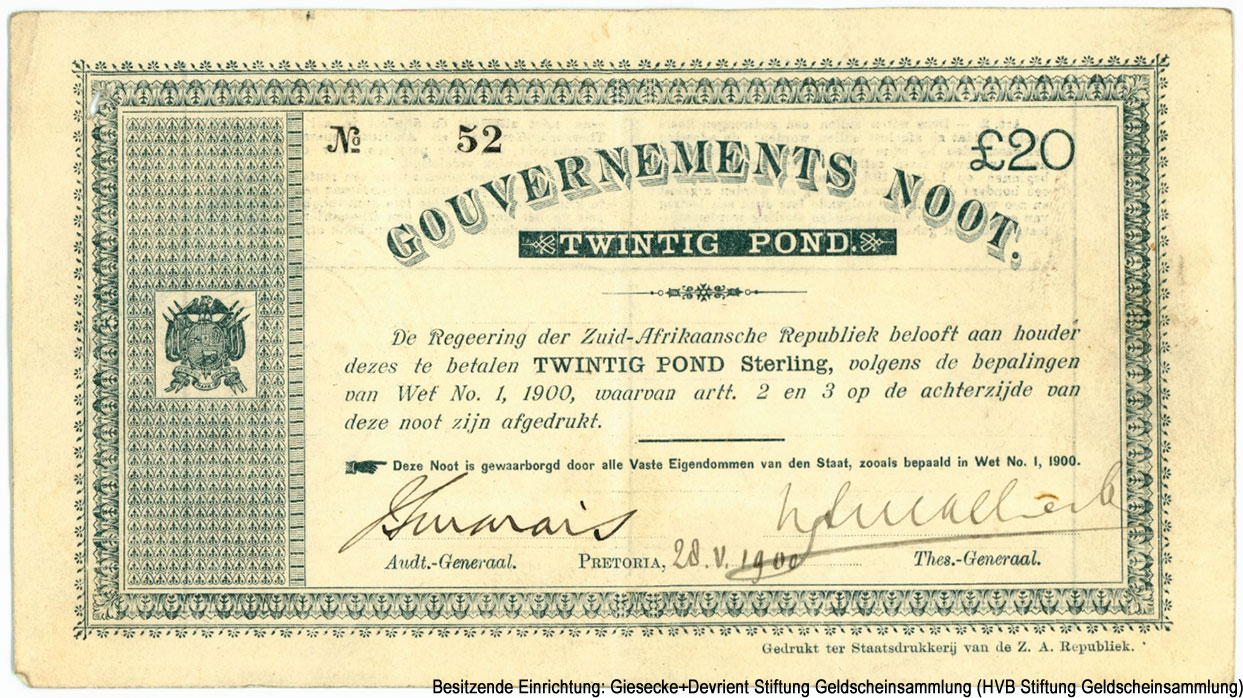 № 52
£20
GOUVERNEMENTS NOOT.
TWINTIG POND.
De Regeering der Zuid-Afrikaansche Republiek belooft aan houder
dezes te betalen TWINTIG POND Sterling, volgens de bepalingen
van Wet No. 1, 1900, waarvan artt. 2 en 3 op de achterzijde van
deze noot zijn afgedrukt.
Deze Noot is gewaarborgd door alle Vaste Eigendommen van den Staat, zooals bepaald in Wet No. 1, 1900.
Audt.-Generaal. PRETORIA, 28.V.1900 Thes.-Generaal.
Gedrukt ter Staatsdrukkerij van de Z. A. Republiek.
Besitzende Einrichtung: Giesecke+Devrient Stiftung Geldscheinsammlung (HVB Stiftung Geldscheinsammlung)